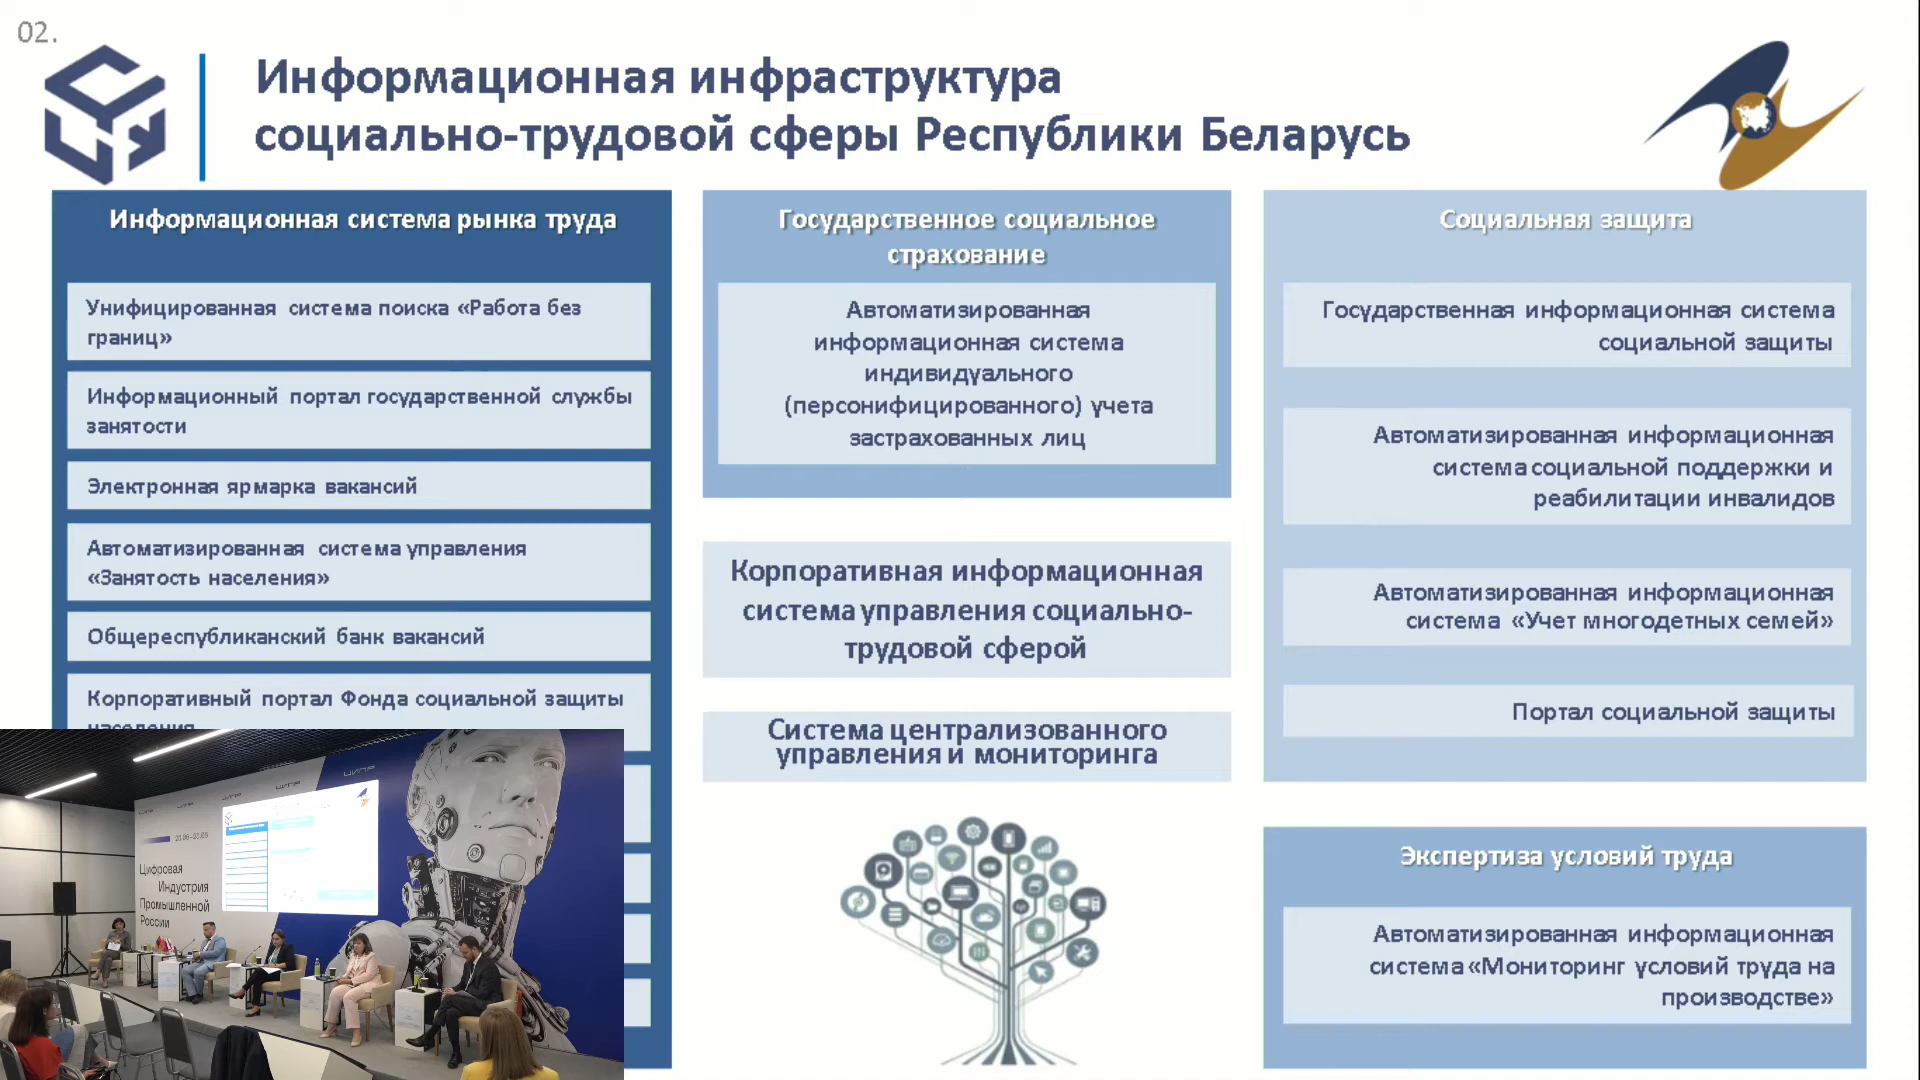 02.
Информационная инфраструктура
социально-трудовой сферы Республики Беларусь
Информационная система рынка труда
Унифицированная система поиска «Работа без
границ»
Информационный портал государственной службы
занятости
Электронная ярмарка вакансий
Автоматизированная система управления
«Занятость населения»
Общереспубликанский банк вакансий
Корпоративный портал Фонда социальной защиты
населения
Государственное социальное
страхование
Автоматизированная
информационная система
индивидуального
(персонифицированного) учета
застрахованных лиц
Корпоративная информационная
система управления социально-
трудовой сферой
Система централизованного
управления и мониторинга
Социальная защита
Государственная информационная система
социальной защиты
Автоматизированная информационная
система социальной поддержки и
реабилитации инвалидов
Автоматизированная информационная
система «Учет многодетных семей»
Портал социальной защиты
Экспертиза условий труда
Автоматизированная информационная
система «Мониторинг условий труда на
производстве»
ЦИПР
Цифровая
Индустрия
Промышленной
России